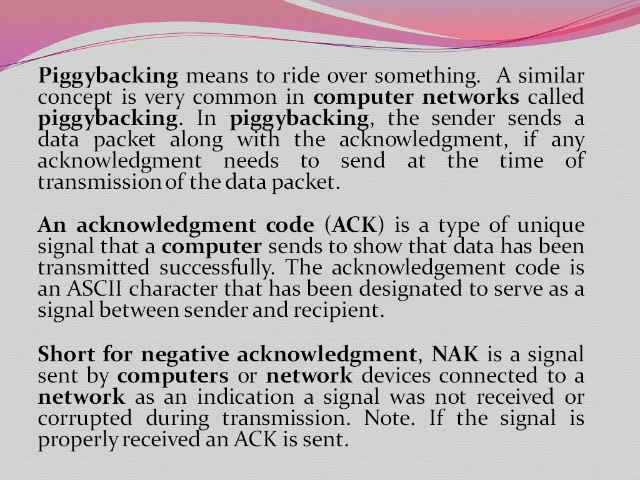 Piggybacking means to ride over something. A similar
concept is very common in computer networks called
piggybacking. In piggybacking, the sender sends a
data packet along with the acknowledgment, if any
acknowledgment needs to send at the time of
transmission of the data packet.
An acknowledgment code (ACK) is a type of unique
signal that a computer sends to show that data has been
transmitted successfully. The acknowledgement code is
an ASCII character that has been designated to serve as a
signal between sender and recipient.
Short for negative acknowledgment, NAK is a signal
sent by computers or network devices connected to a
network as an indication a signal was not received or
corrupted during transmission. Note. If the signal is
properly received an ACK is sent.